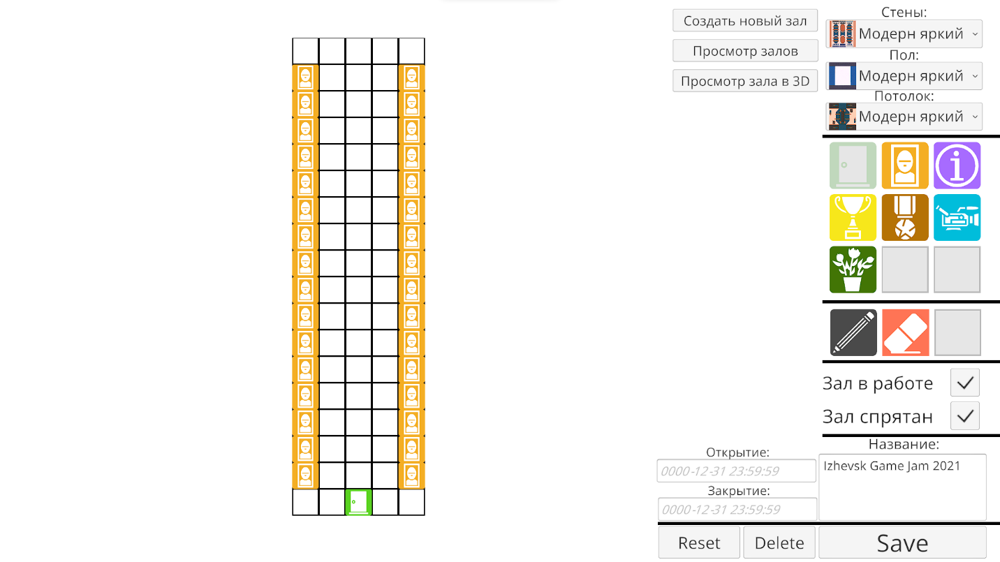 Создать новый зал
Просмотр залов
Просмотр зала в 3D
Стены:
Модерн яркий
Пол:
Модерн яркий
Потолок:
Модерн яркий
Зал в работе
Зал спрятан
Открытие:
0000-12-31 23:59:59
Закрытие:
0000-12-31 23:59:59
Название:
Izhevsk Game Jam 2021
Reset
Delete
Save